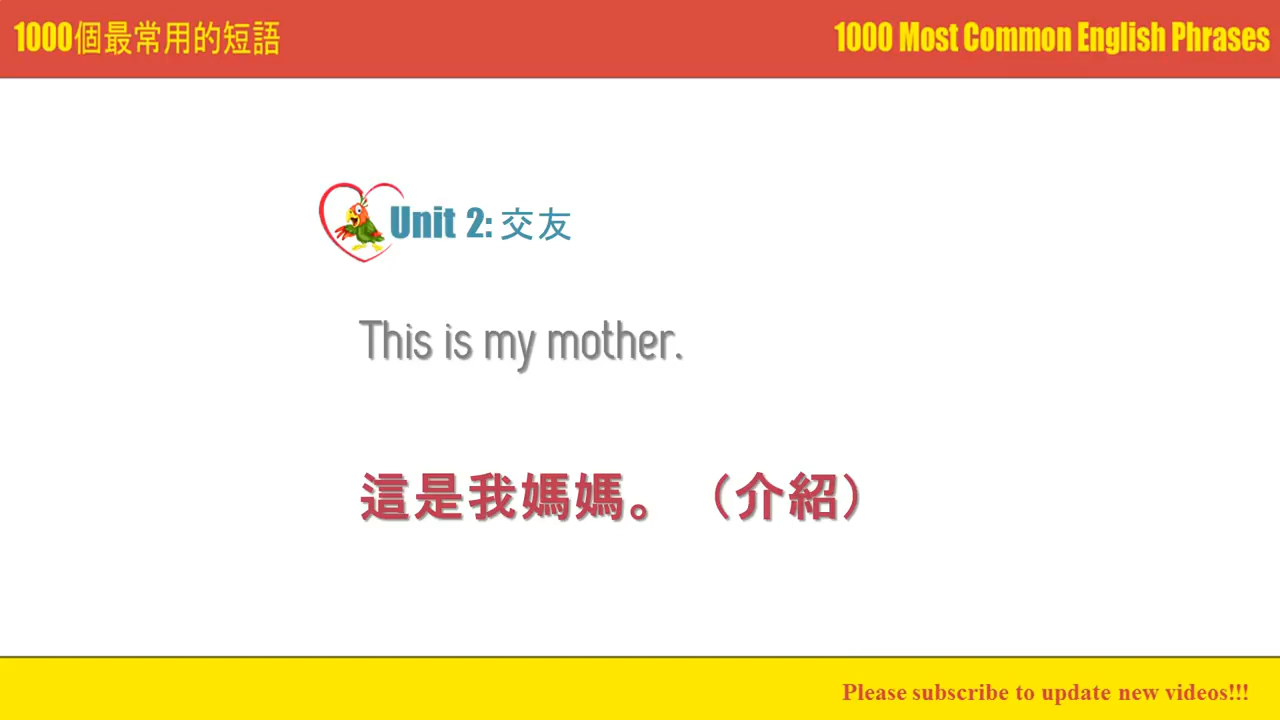 1000個最常用的短語
1000 Most Common English Phrases
Unit 2: 交友
This is my mother.
這是我媽媽。（介紹）
Please subscribe to update new videos!!!